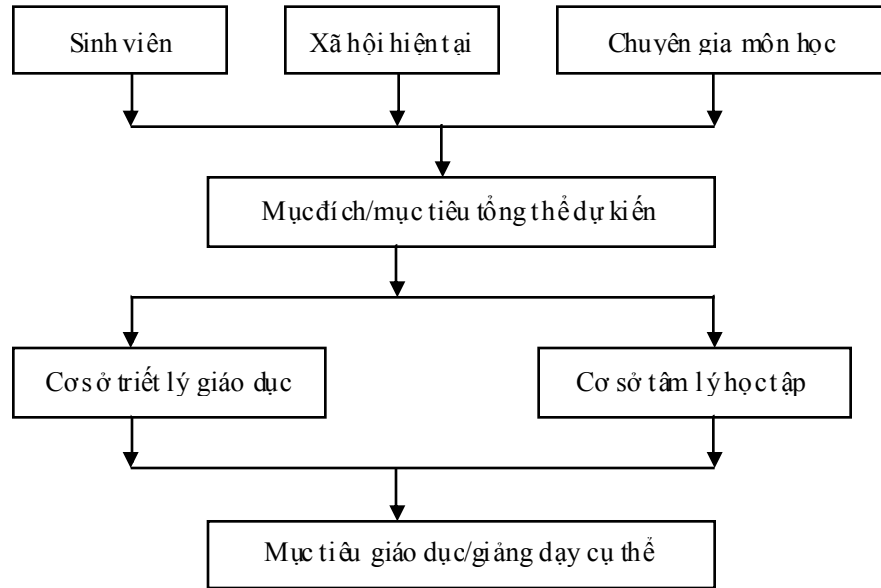 Sinh viên
Xã hội hiện tại
Chuyên gia môn học
Mục đích/mục tiêu tổng thể dự kiến
Cơ sở triết lý giáo dục
Cơ sở tâm lý học tập
Mục tiêu giáo dục/giảng dạy cụ thể